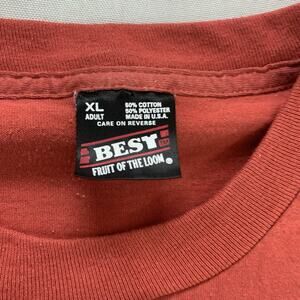 XL
ADULT
50% COTTON
50% POLYESTER
MADE IN U.S.A.
CARE ON REVERSE
BEST
FRUIT OF THE LOOM